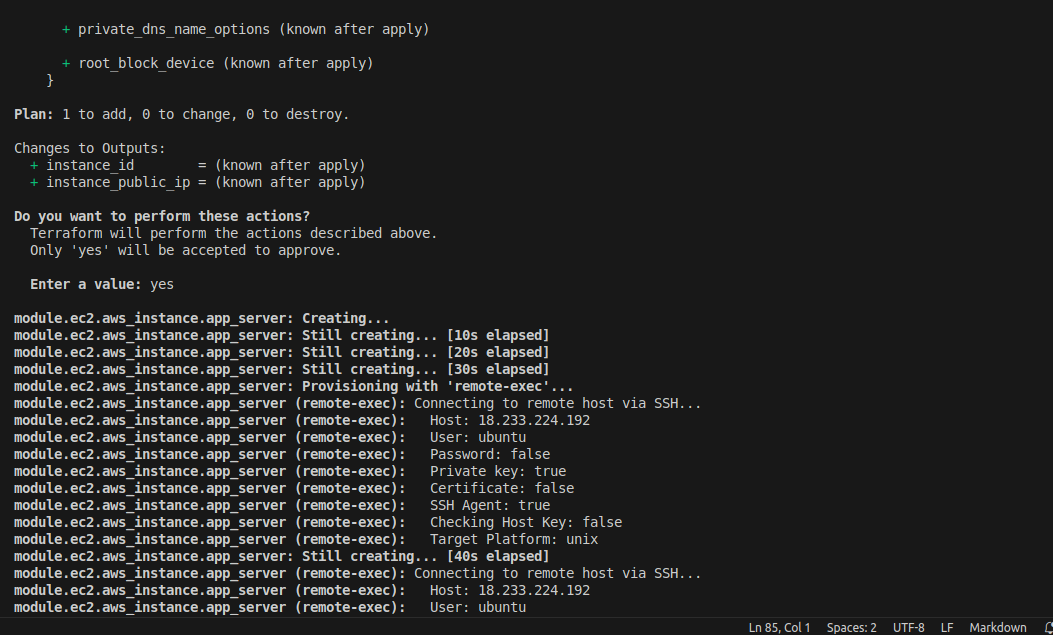 + private_dns_name_options (known after apply)
+ root_block_device (known after apply)
}
Plan: 1 to add, 0 to change, 0 to destroy.
Changes to Outputs:
+ instance_id        = (known after apply)
+ instance_public_ip = (known after apply)
Do you want to perform these actions?
Terraform will perform the actions described above.
Only 'yes' will be accepted to approve.
Enter a value: yes
module.ec2.aws_instance.app_server: Creating...
module.ec2.aws_instance.app_server: Still creating... [10s elapsed]
module.ec2.aws_instance.app_server: Still creating... [20s elapsed]
module.ec2.aws_instance.app_server: Still creating... [30s elapsed]
module.ec2.aws_instance.app_server: Provisioning with 'remote-exec'...
module.ec2.aws_instance.app_server (remote-exec): Connecting to remote host via SSH...
module.ec2.aws_instance.app_server (remote-exec):   Host: 18.233.224.192
module.ec2.aws_instance.app_server (remote-exec):   User: ubuntu
module.ec2.aws_instance.app_server (remote-exec):   Password: false
module.ec2.aws_instance.app_server (remote-exec):   Private key: true
module.ec2.aws_instance.app_server (remote-exec):   Certificate: false
module.ec2.aws_instance.app_server (remote-exec):   SSH Agent: true
module.ec2.aws_instance.app_server (remote-exec):   Checking Host Key: false
module.ec2.aws_instance.app_server (remote-exec):   Target Platform: unix
module.ec2.aws_instance.app_server: Still creating... [40s elapsed]
module.ec2.aws_instance.app_server (remote-exec): Connecting to remote host via SSH...
module.ec2.aws_instance.app_server (remote-exec):   Host: 18.233.224.192
module.ec2.aws_instance.app_server (remote-exec):   User: ubuntu
Ln 85, Col 1 Spaces: 2 UTF-8 LF Markdown